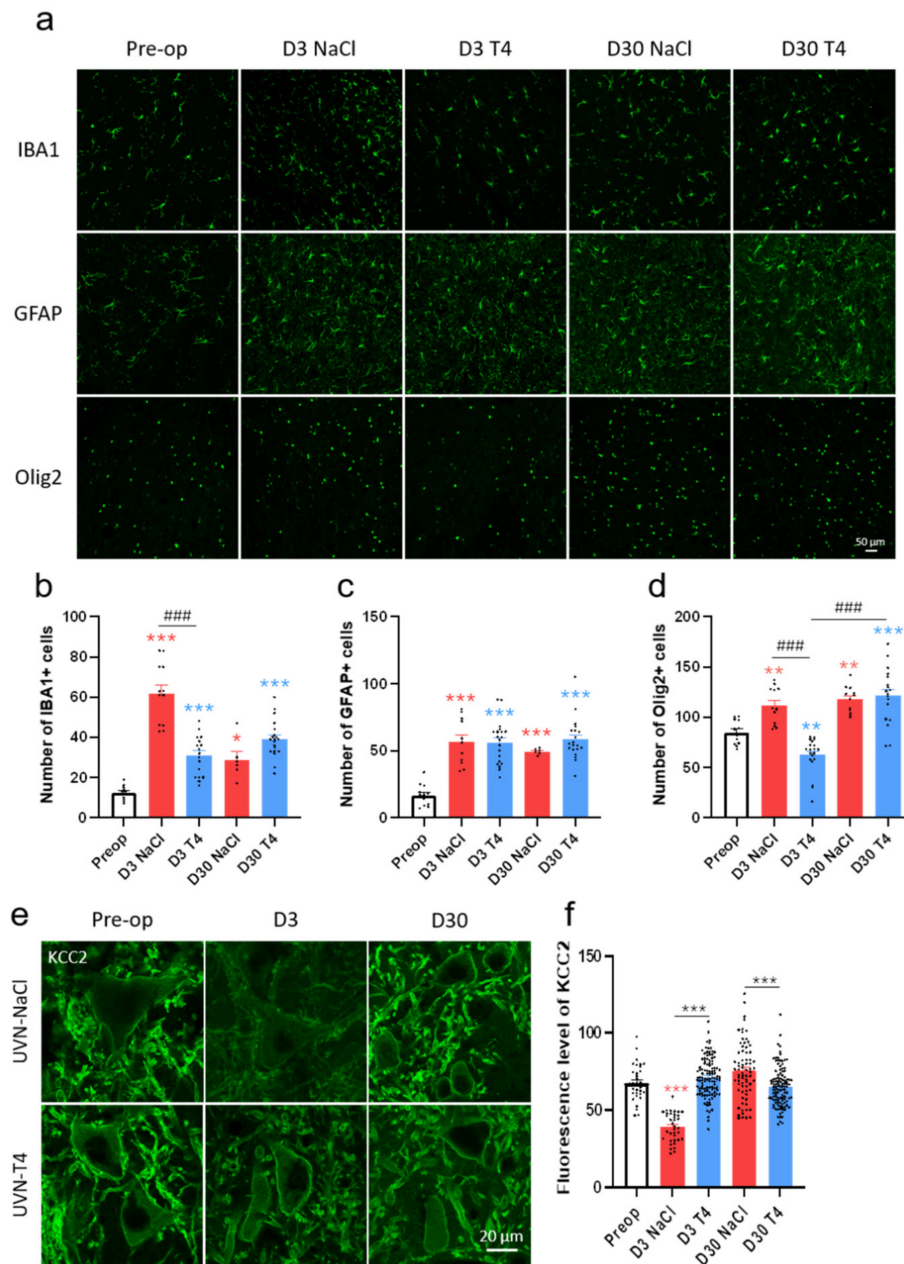 a
Pre-op D3 NaCl D3 T4 D30 NaCl D30 T4
IBA1
GFAP
Olig2
50 µm
b
Number of IBA1+ cells
100
80
60
40
20
0
***
###
***
*
***
Preop D3 NaCl D3 T4 D30 NaCl D30 T4
c
Number of GFAP+ cells
150
100
50
0
***
***
***
***
Preop D3 NaCl D3 T4 D30 NaCl D30 T4
d
Number of Olig2+ cells
200
150
100
50
0
**
###
**
###
**
***
Preop D3 NaCl D3 T4 D30 NaCl D30 T4
e
Pre-op D3 D30
KCC2
UVN-NaCl
UVN-T4
20 µm
f
Fluorescence level of KCC2
150
100
50
0
***
***
***
Preop D3 NaCl D3 T4 D30 NaCl D30 T4